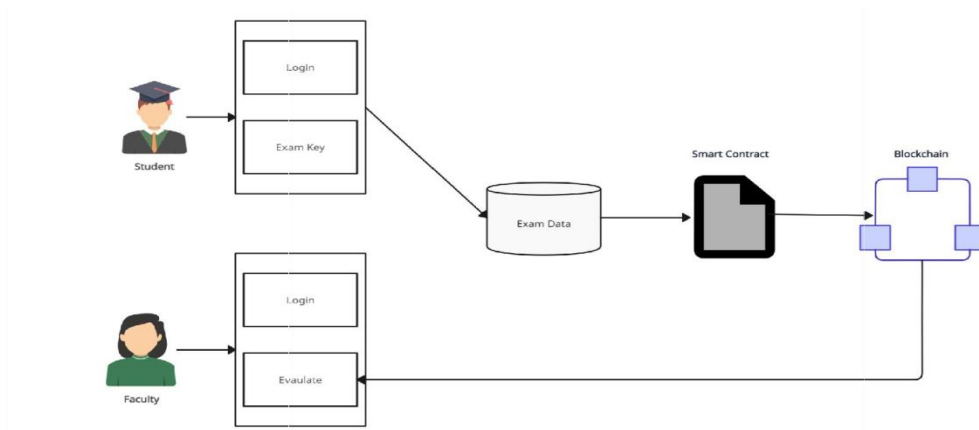 Login
Exam Key
Student
Smart Contract
Blockchain
Exam Data
Login
Evaulate
Faculty